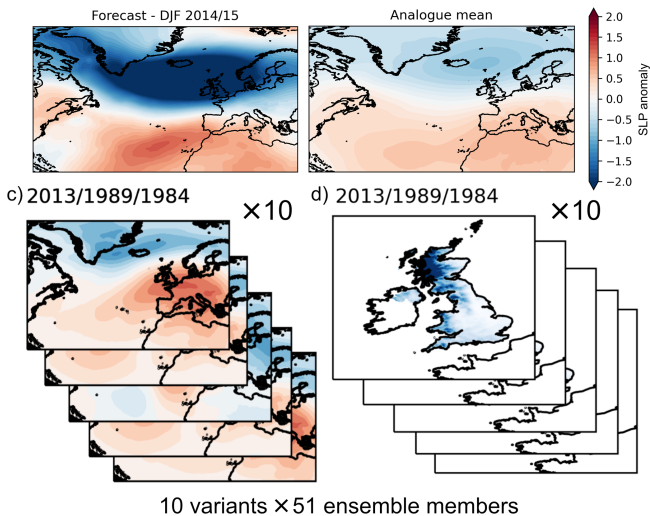 Forecast - DJF 2014/15
Analogue mean
2.0
1.5
1.0
0.5
0.0
−0.5
−1.0
−1.5
−2.0
SLP anomaly
c) 2013/1989/1984
×10
d) 2013/1989/1984
×10
10 variants ×51 ensemble members